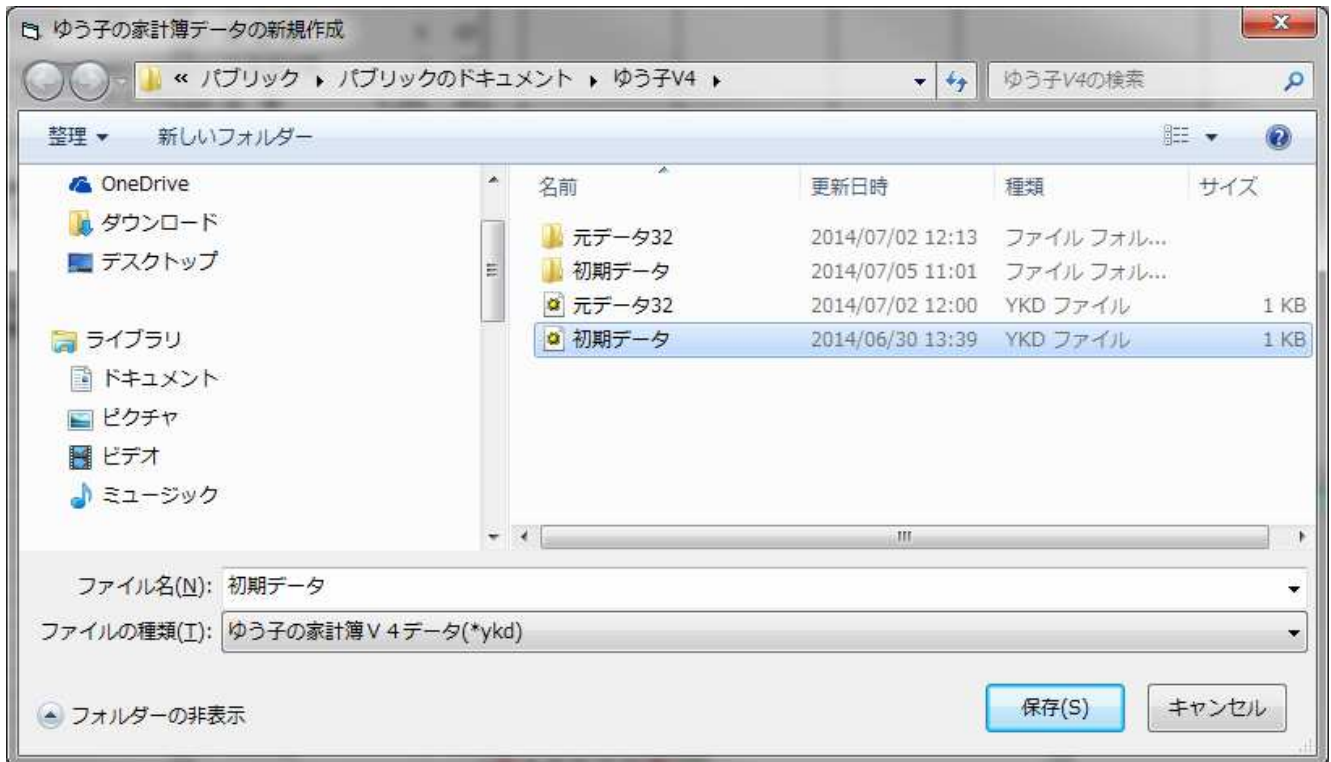 ゆう子の家計簿データの新規作成
« パブリック ▸ パブリックのドキュメント ▸ ゆう子V4 ▸ ゆう子V4の検索
整理 ▼ 新しいフォルダー
OneDrive
ダウンロード
デスクトップ
ライブラリ
ドキュメント
ピクチャ
ビデオ
ミュージック
名前 更新日時 種類 サイズ
元データ32 2014/07/02 12:13 ファイル フォル...
初期データ 2014/07/05 11:01 ファイル フォル...
元データ32 2014/07/02 12:00 YKD ファイル 1 KB
初期データ 2014/06/30 13:39 YKD ファイル 1 KB
ファイル名(N): 初期データ
ファイルの種類(T): ゆう子の家計簿V4データ(*ykd)
フォルダーの非表示 保存(S) キャンセル